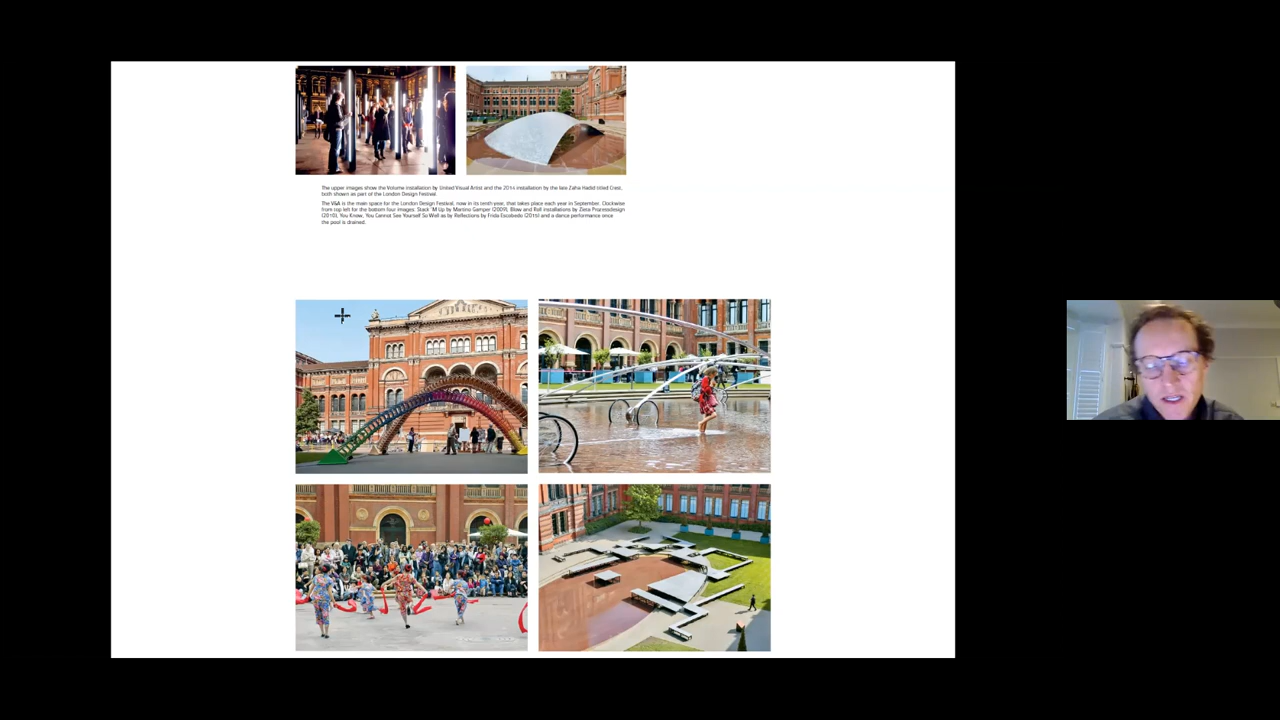 The upper images show the Volume installation by United Visual Artist and the 2014 installation by the late Zaha Hadid titled Crest,
both shown as part of the London Design Festival.
The V&A is the main space for the London Design Festival, now in its tenth year, that takes place each year in September. Clockwise
from top left for the bottom four images: Stack 'M Up by Martino Gamper (2009), Blow and Roll installations by Zieta Prozessdesign
(2010), You Know, You Cannot See Yourself So Well as by Reflections by Frida Escobedo (2015) and a dance performance once
the pool is drained.